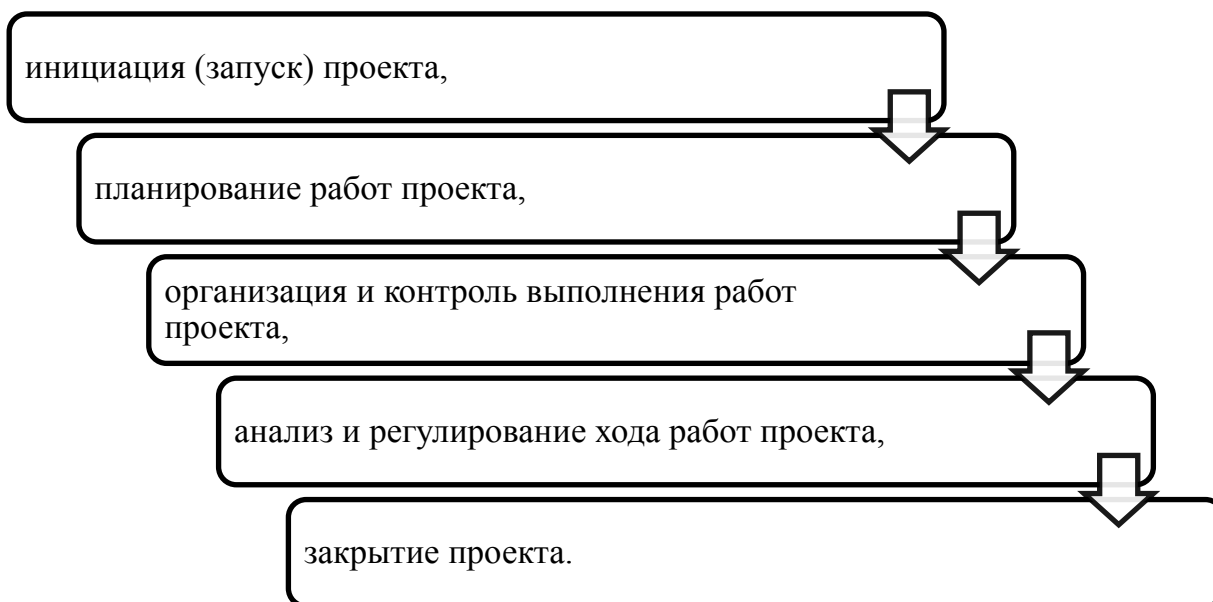 инициация (запуск) проекта,
планирование работ проекта,
организация и контроль выполнения работ
проекта,
анализ и регулирование хода работ проекта,
закрытие проекта.